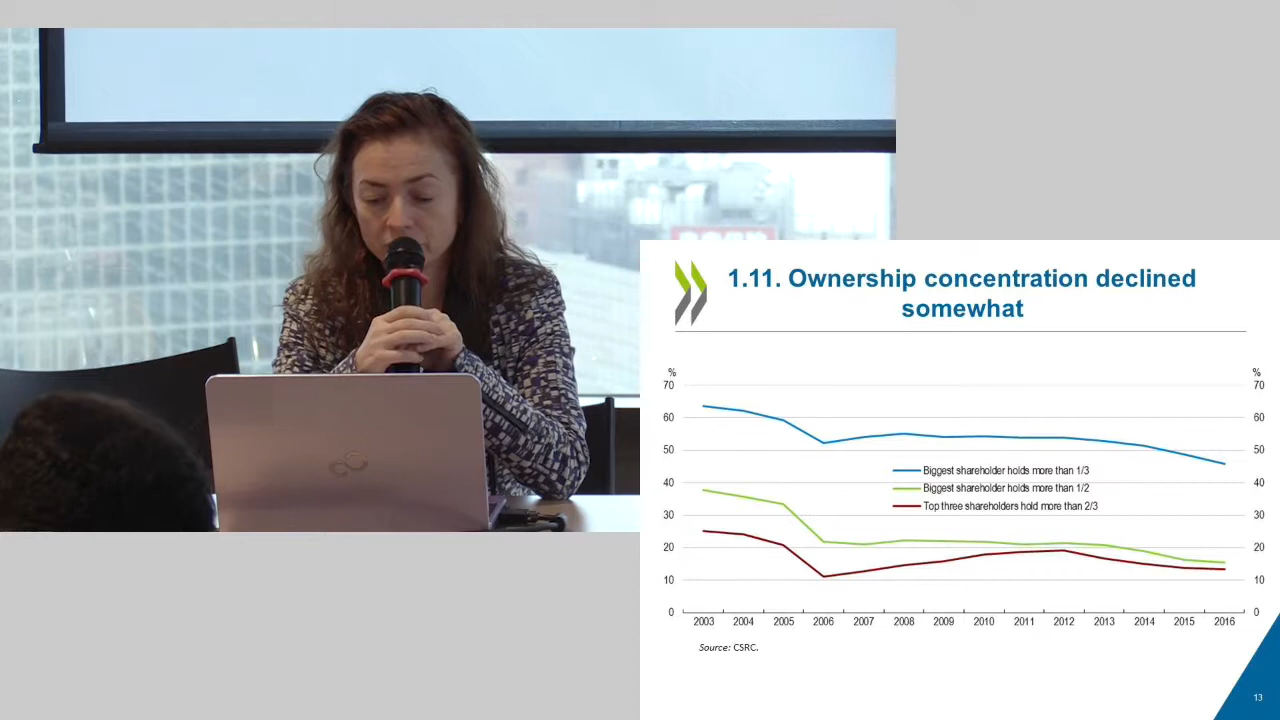 1.11. Ownership concentration declined
somewhat
% %
70 70
60 60
50 50
Biggest shareholder holds more than 1/3
Biggest shareholder holds more than 1/2
40 40
Top three shareholders hold more than 2/3
30 30
20 20
10 10
0 0
2003 2004 2005 2006 2007 2008 2009 2010 2011 2012 2013 2014 2015 2016
Source: CSRC.
13